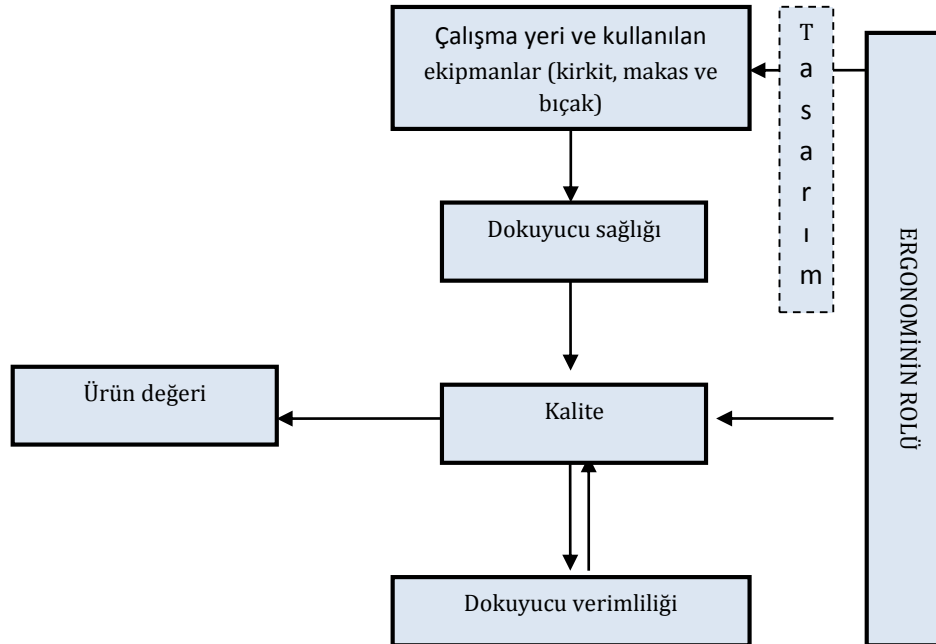 Çalışma yeri ve kullanılan
ekipmanlar (kirkit, makas ve
bıçak)
Tasarım
Dokuyucu sağlığı
ERGONOMİNİN ROLÜ
Ürün değeri
Kalite
Dokuyucu verimliliği